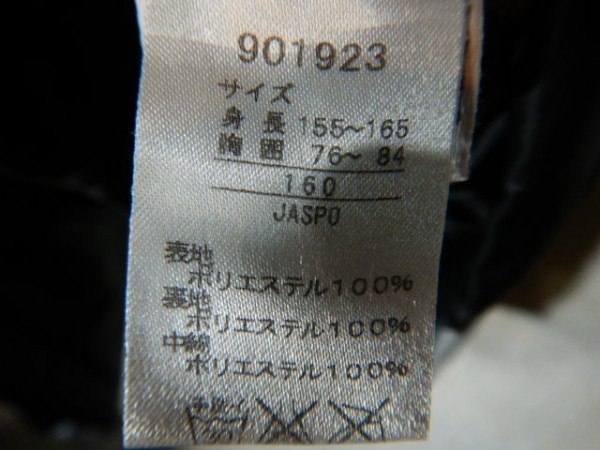 901923
サイズ
身長 155～165
胸囲 76～ 84
160
JASPO
表地
ポリエステル100%
裏地
ポリエステル100%
中綿
ポリエステル100%